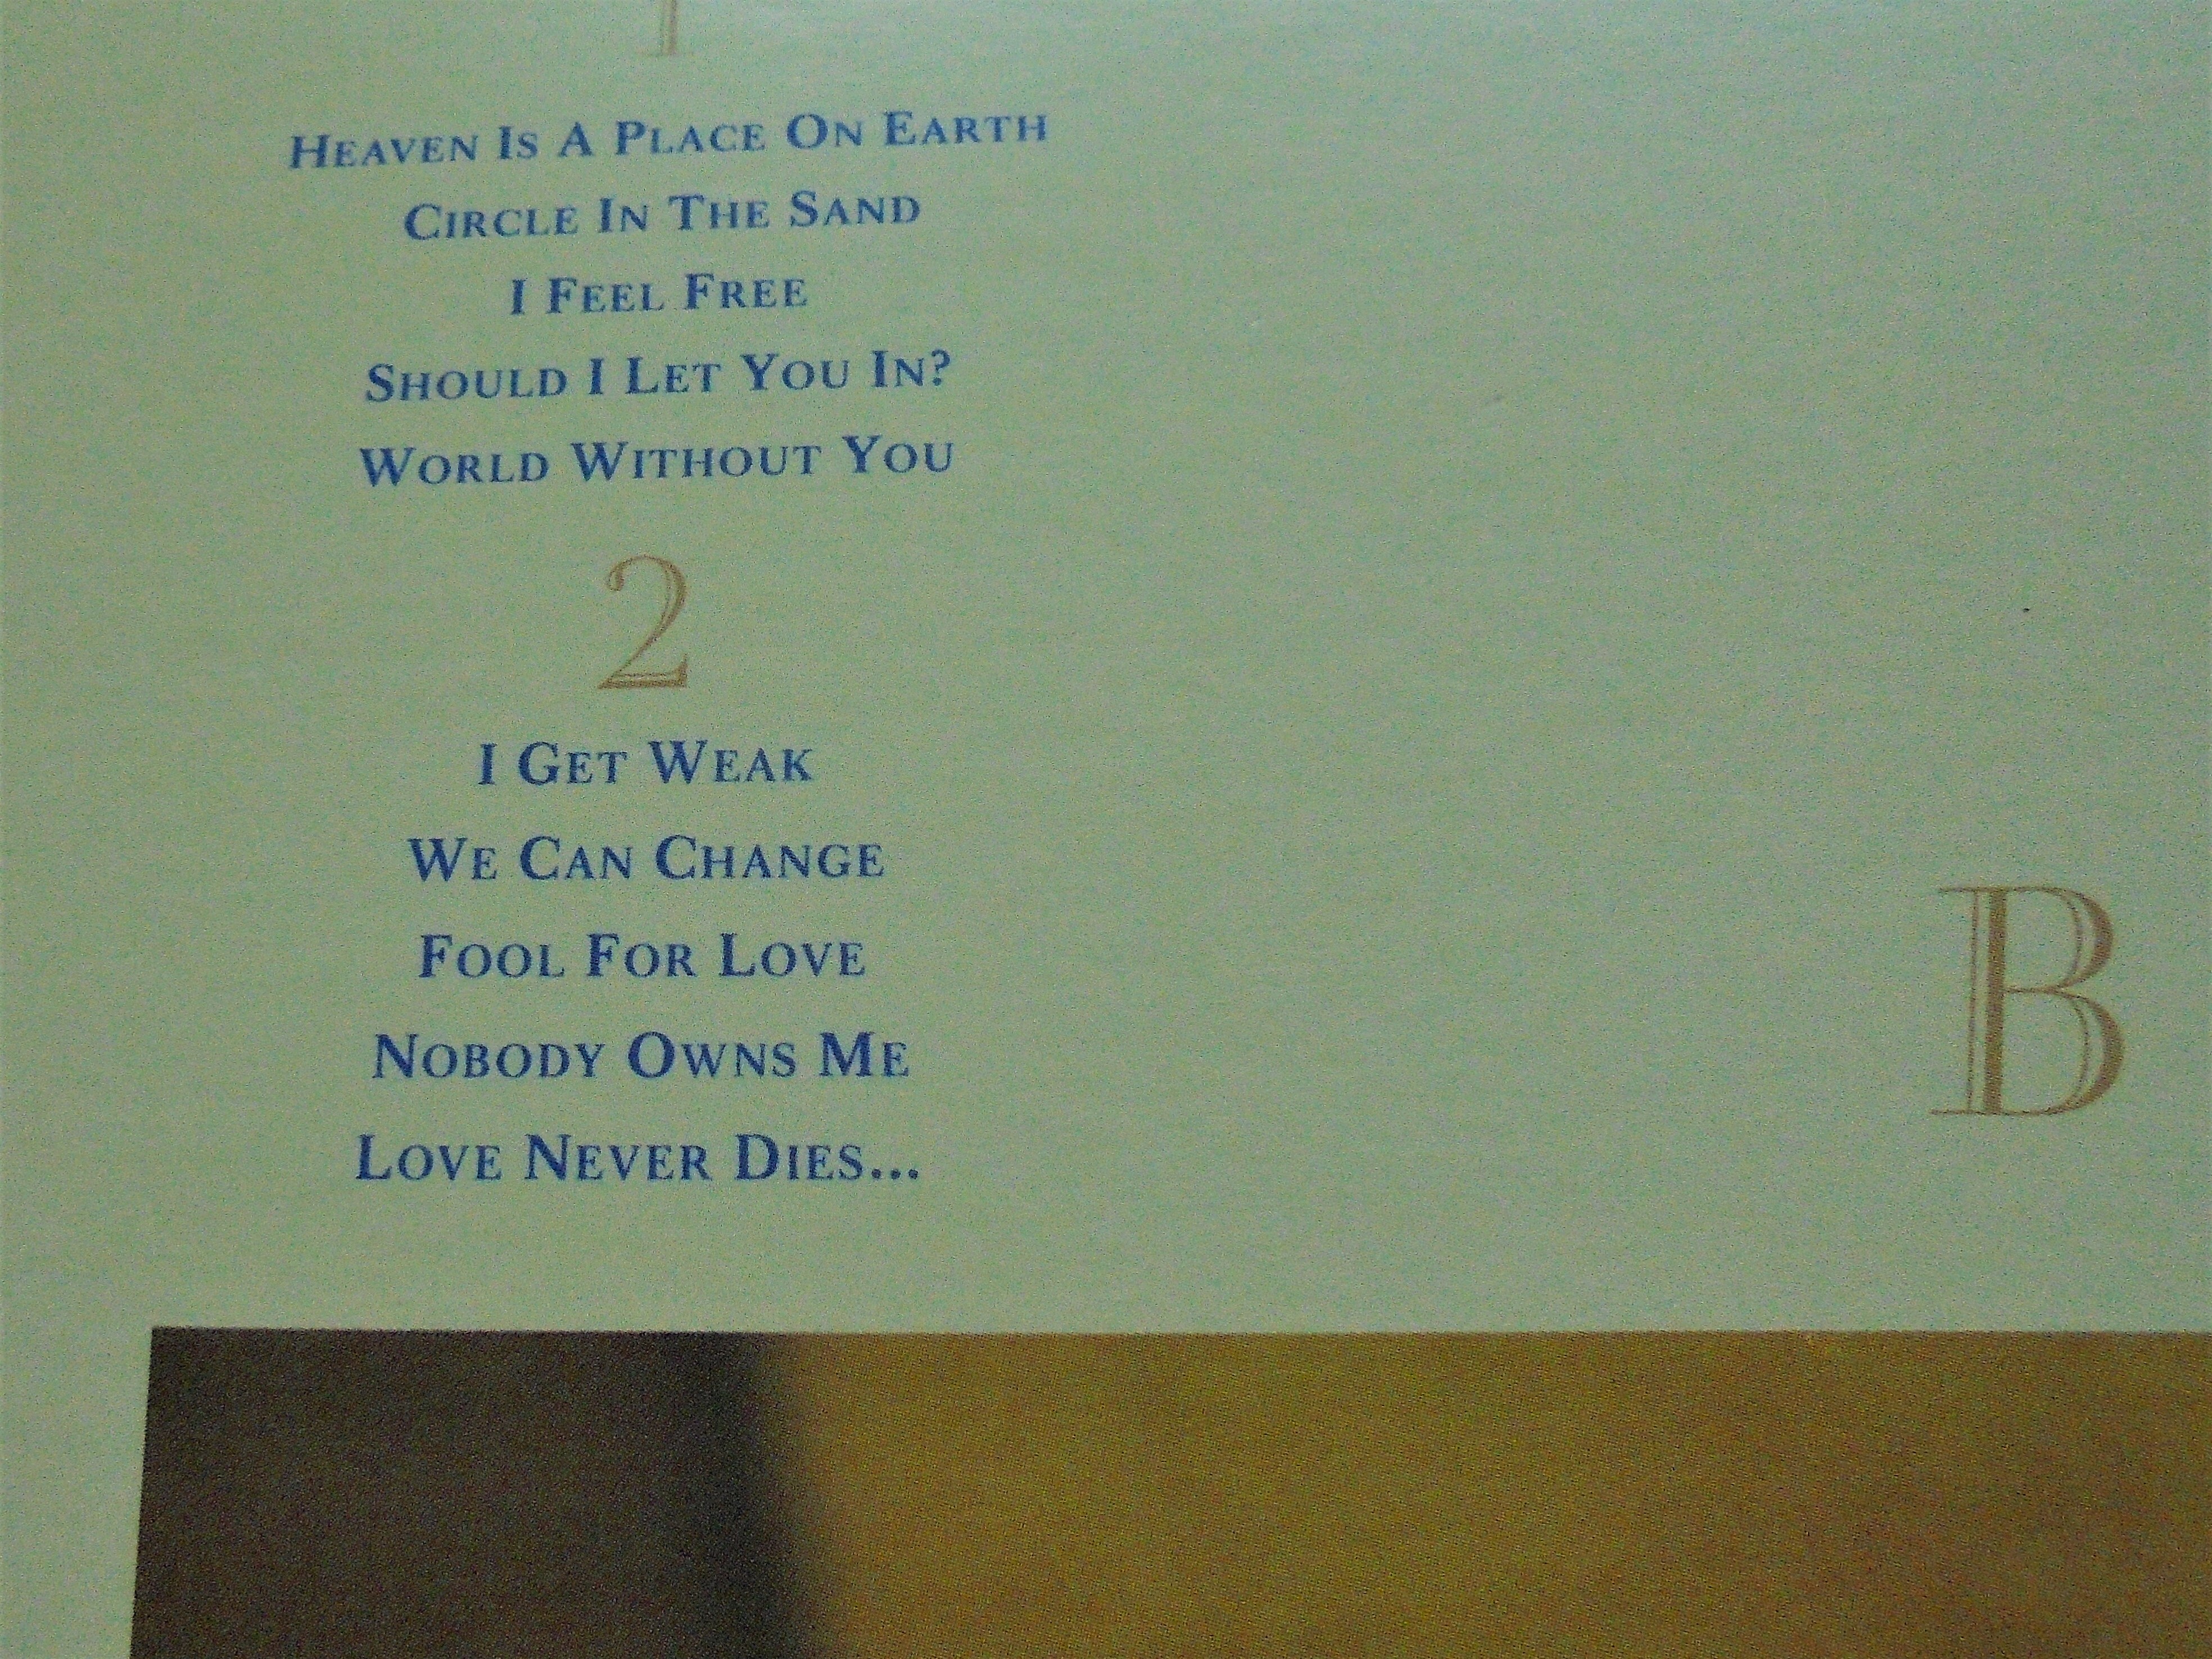 1
HEAVEN IS A PLACE ON EARTH
CIRCLE IN THE SAND
I FEEL FREE
SHOULD I LET YOU IN?
WORLD WITHOUT YOU
2
I GET WEAK
WE CAN CHANGE
FOOL FOR LOVE
NOBODY OWNS ME
LOVE NEVER DIES...
B